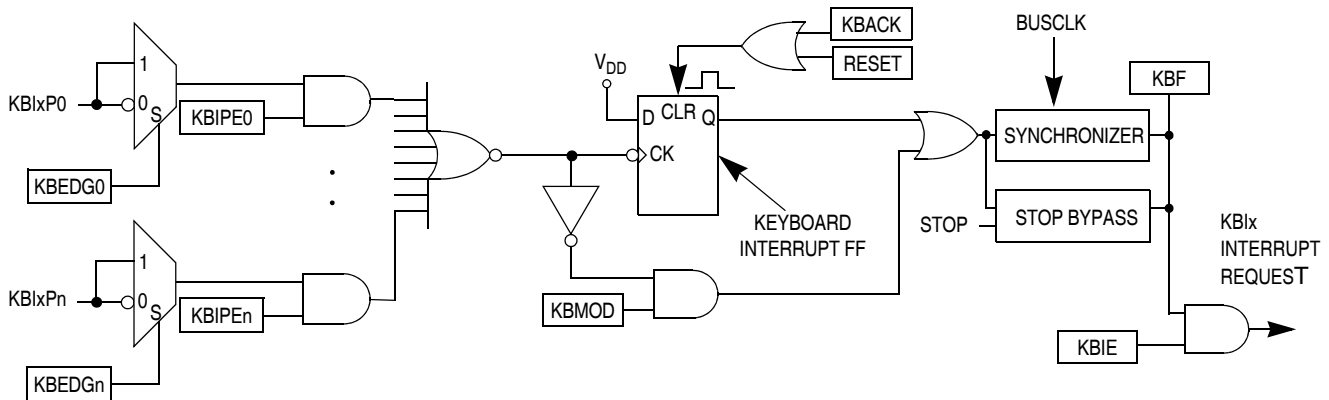 KBIxP0
1
0
S
KBIPE0
KBEDG0
KBIxPn
1
0
S
KBIPEn
KBEDGn
VDD
D CLR Q
CK
KBACK
RESET
KEYBOARD
INTERRUPT FF
KBMOD
BUSCLK
SYNCHRONIZER
KBF
STOP
STOP BYPASS
KBIx
INTERRUPT
REQUEST
KBIE